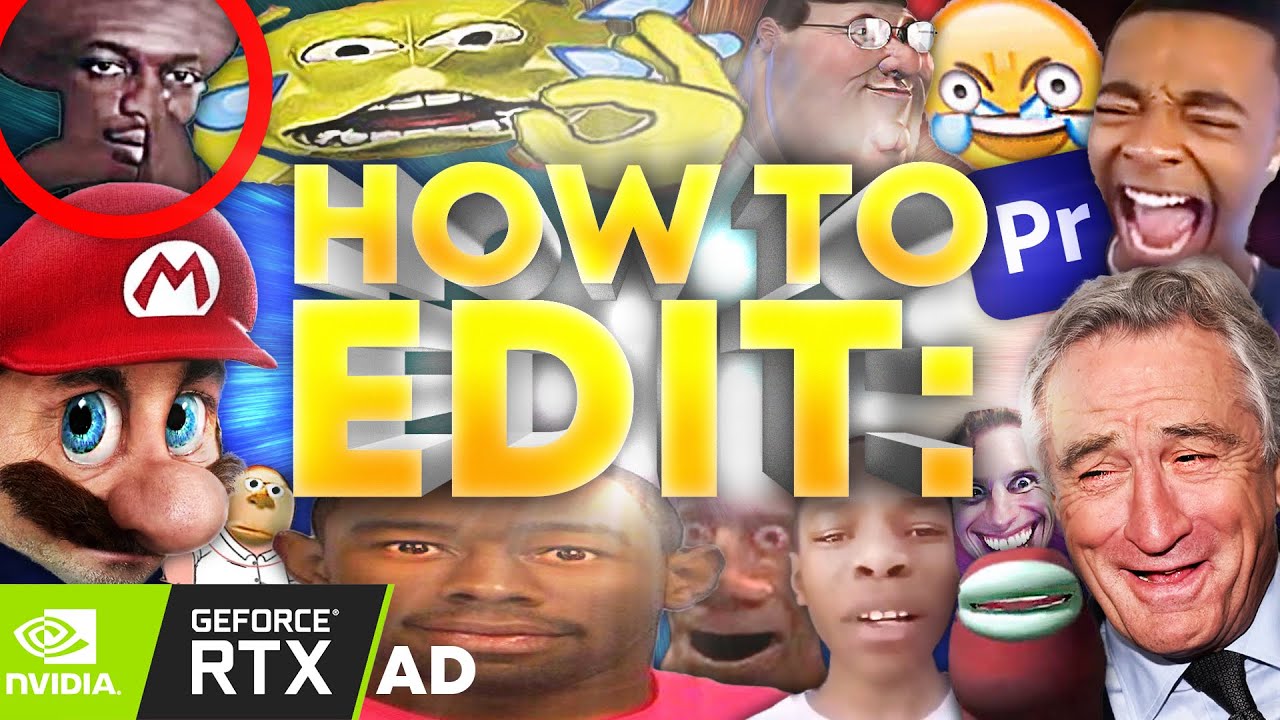 HOW TO
EDIT:
Pr
M
NVIDIA.
GEFORCE®
RTX
AD